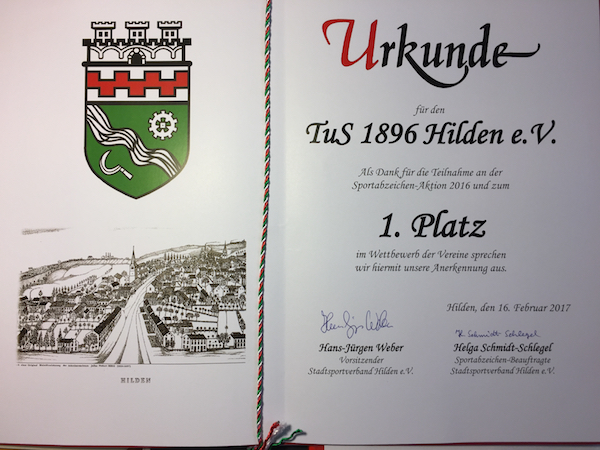 HILDEN
Urkunde
für den
TuS 1896 Hilden e.V.
Als Dank für die Teilnahme an der
Sportabzeichen-Aktion 2016 und zum
1. Platz
im Wettbewerb der Vereine sprechen
wir hiermit unsere Anerkennung aus.
Hilden, den 16. Februar 2017
H. Schmidt-Schlegel
Hans-Jürgen Weber
Vorsitzender
Stadtsportverband Hilden e.V.
Helga Schmidt-Schlegel
Sportabzeichen-Beauftragte
Stadtsportverband Hilden e.V.